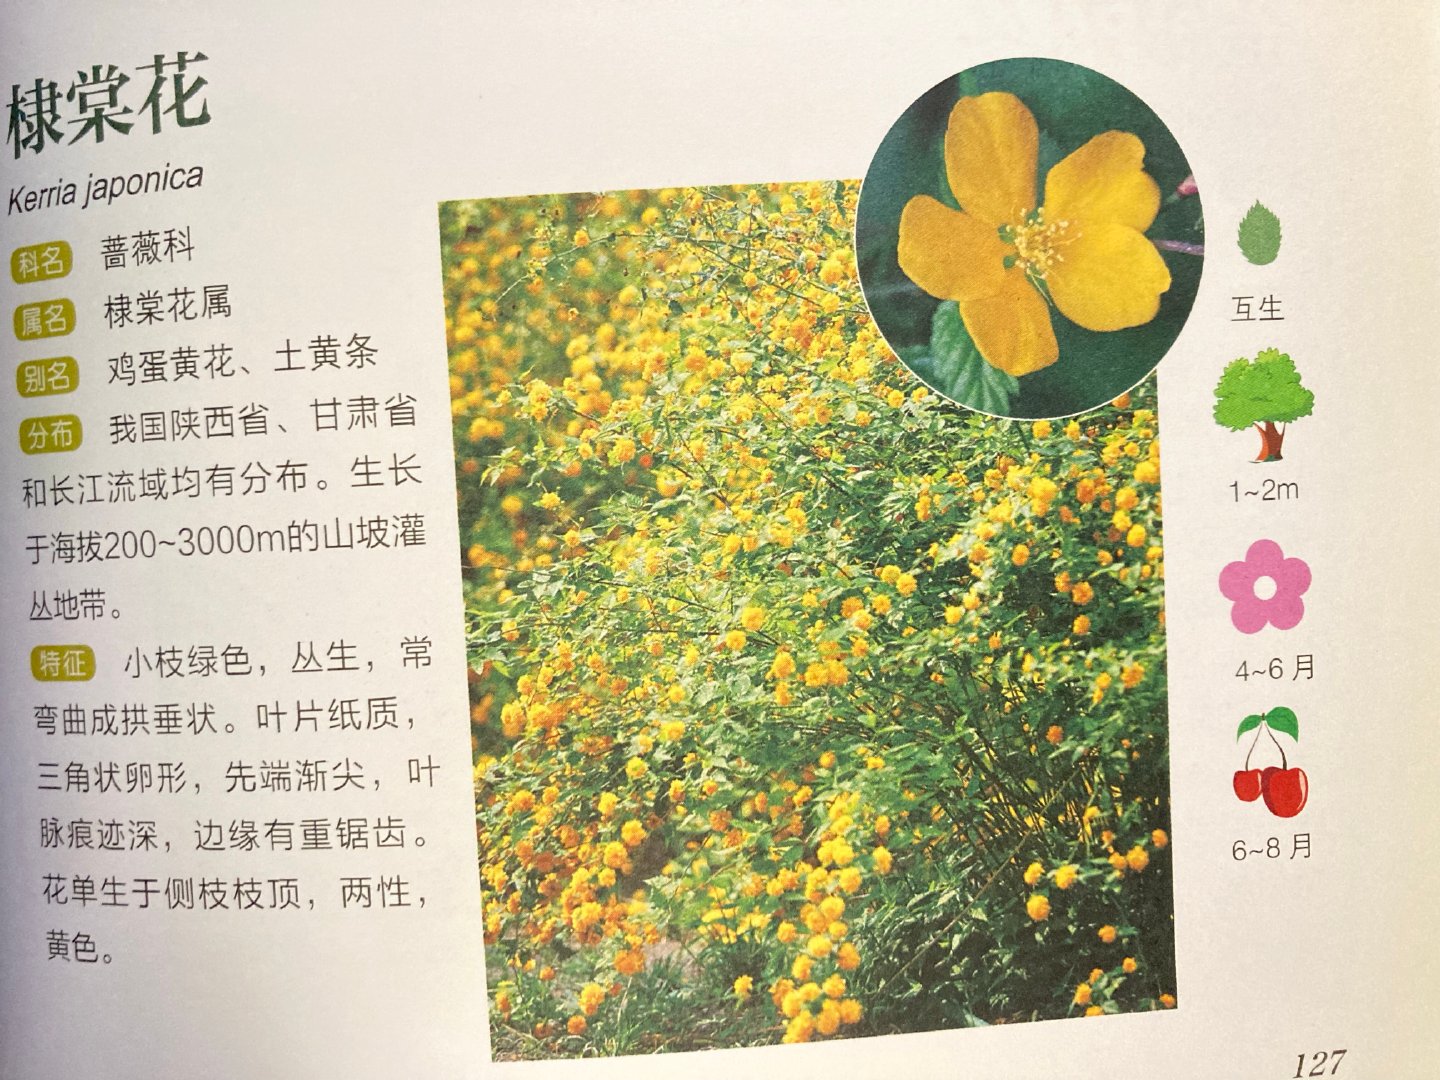 棣棠花
Kerria japonica
科名 蔷薇科
属名 棣棠花属
别名 鸡蛋黄花、土黄条
分布 我国陕西省、甘肃省
和长江流域均有分布。生长
于海拔200~3000m的山坡灌
丛地带。
特征 小枝绿色，丛生，常
弯曲成拱垂状。叶片纸质，
三角状卵形，先端渐尖，叶
脉痕迹深，边缘有重锯齿。
花单生于侧枝枝顶，两性，
黄色。
互生
1~2m
4~6 月
6~8 月
127